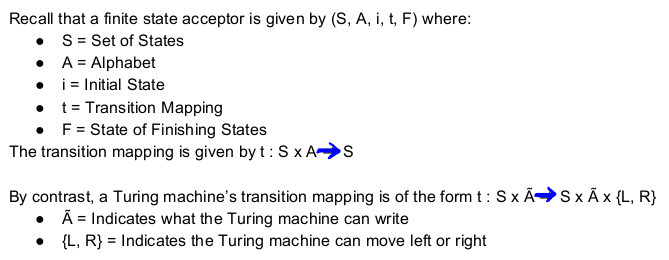 Recall that a finite state acceptor is given by (S, A, i, t, F) where:
● S = Set of States
● A = Alphabet
● i = Initial State
● t = Transition Mapping
● F = State of Finishing States
The transition mapping is given by t : S x A→S
By contrast, a Turing machine's transition mapping is of the form t : S x Ã→S x Ã x {L, R}
● Ã = Indicates what the Turing machine can write
● {L, R} = Indicates the Turing machine can move left or right